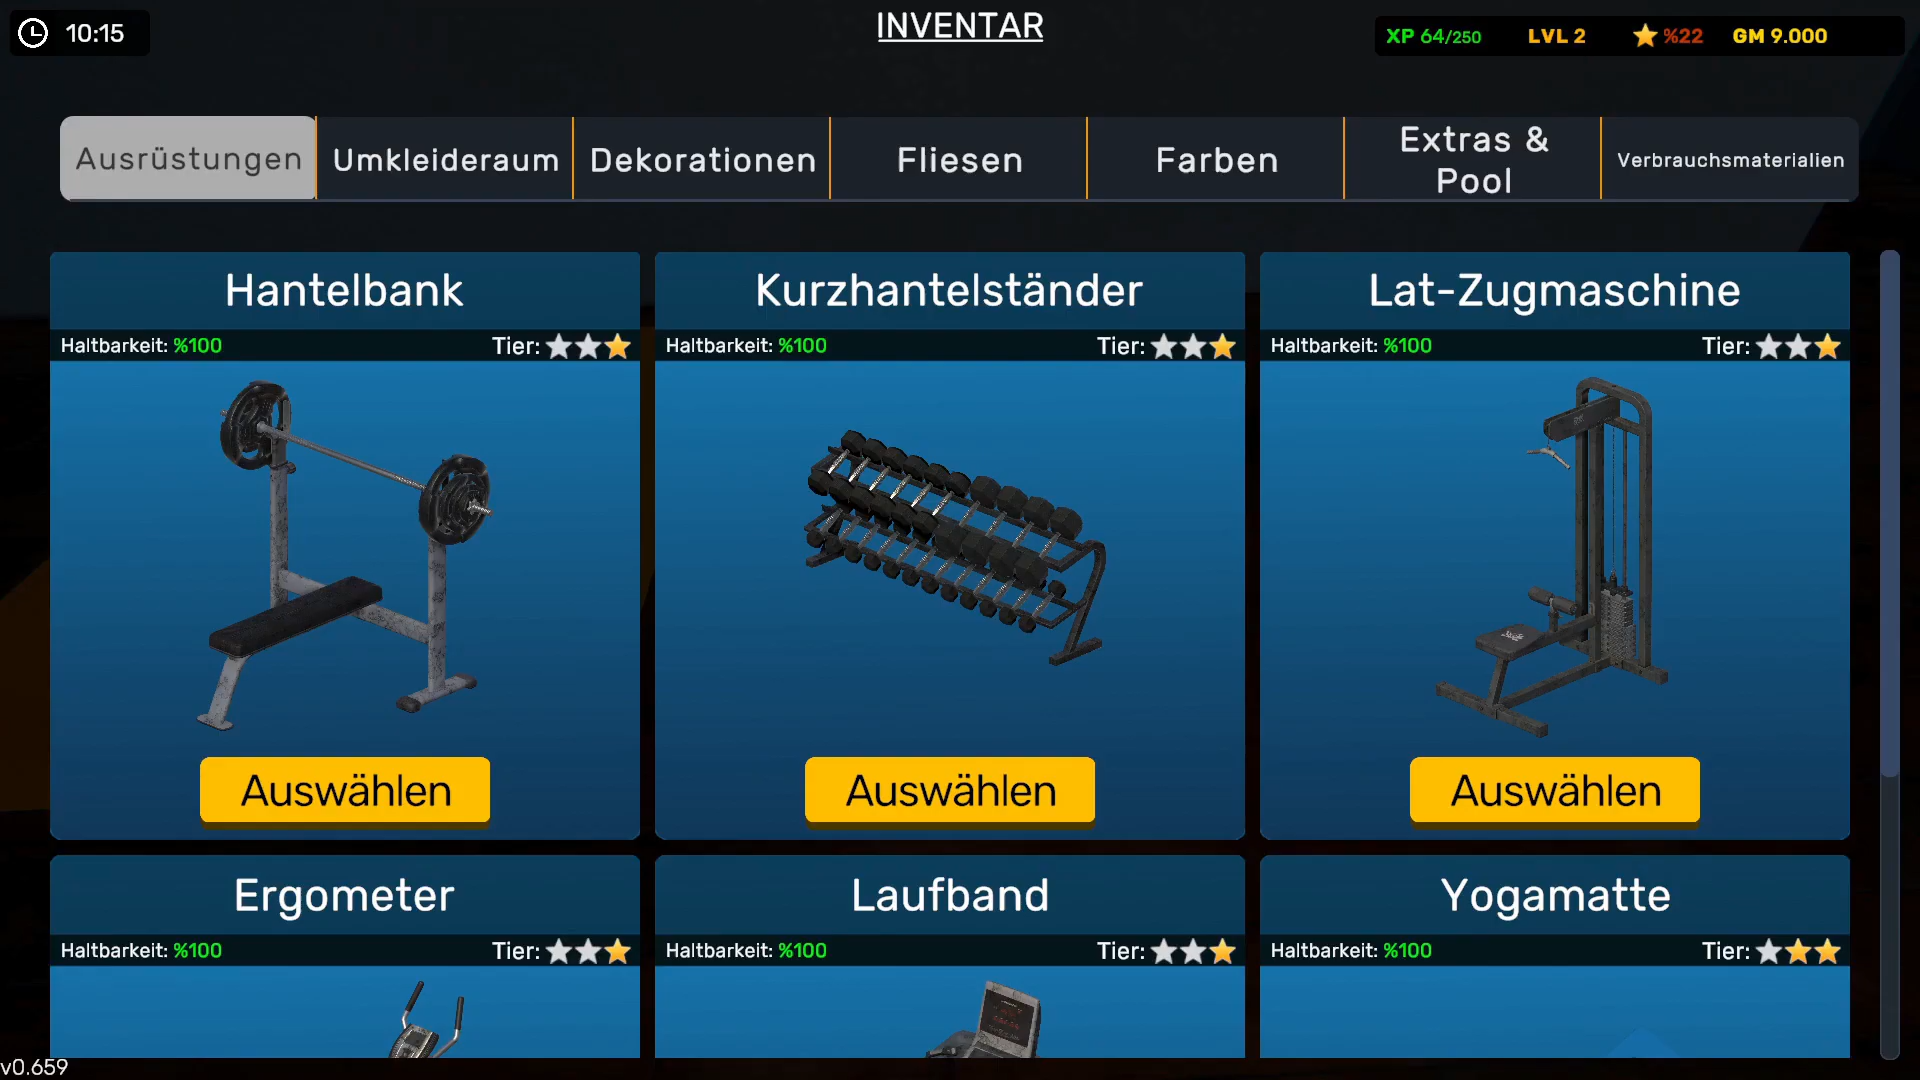 10:15
INVENTAR
XP 64/250 LVL 2 %22 GM 9.000
Ausrüstungen
Umkleideraum
Dekorationen
Fliesen
Farben
Extras &
Pool
Verbrauchsmaterialien
Hantelbank
Haltbarkeit: %100 Tier:
Auswählen
Kurzhantelständer
Haltbarkeit: %100 Tier:
Auswählen
Lat-Zugmaschine
Haltbarkeit: %100 Tier:
Auswählen
Ergometer
Haltbarkeit: %100 Tier:
Laufband
Haltbarkeit: %100 Tier:
Yogamatte
Haltbarkeit: %100 Tier:
v0.659